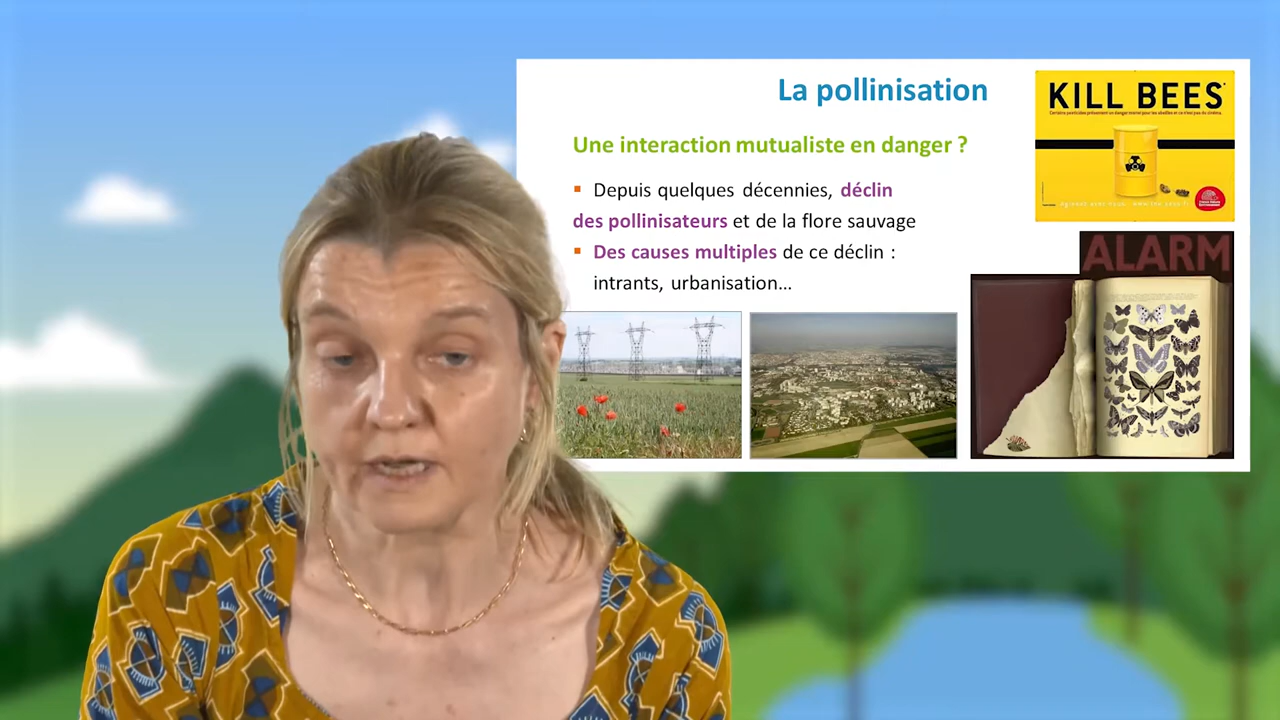 La pollinisation
Une interaction mutualiste en danger ?
Depuis quelques décennies, déclin
des pollinisateurs et de la flore sauvage
Des causes multiples de ce déclin :
intrants, urbanisation...
KILL BEES
ALARM